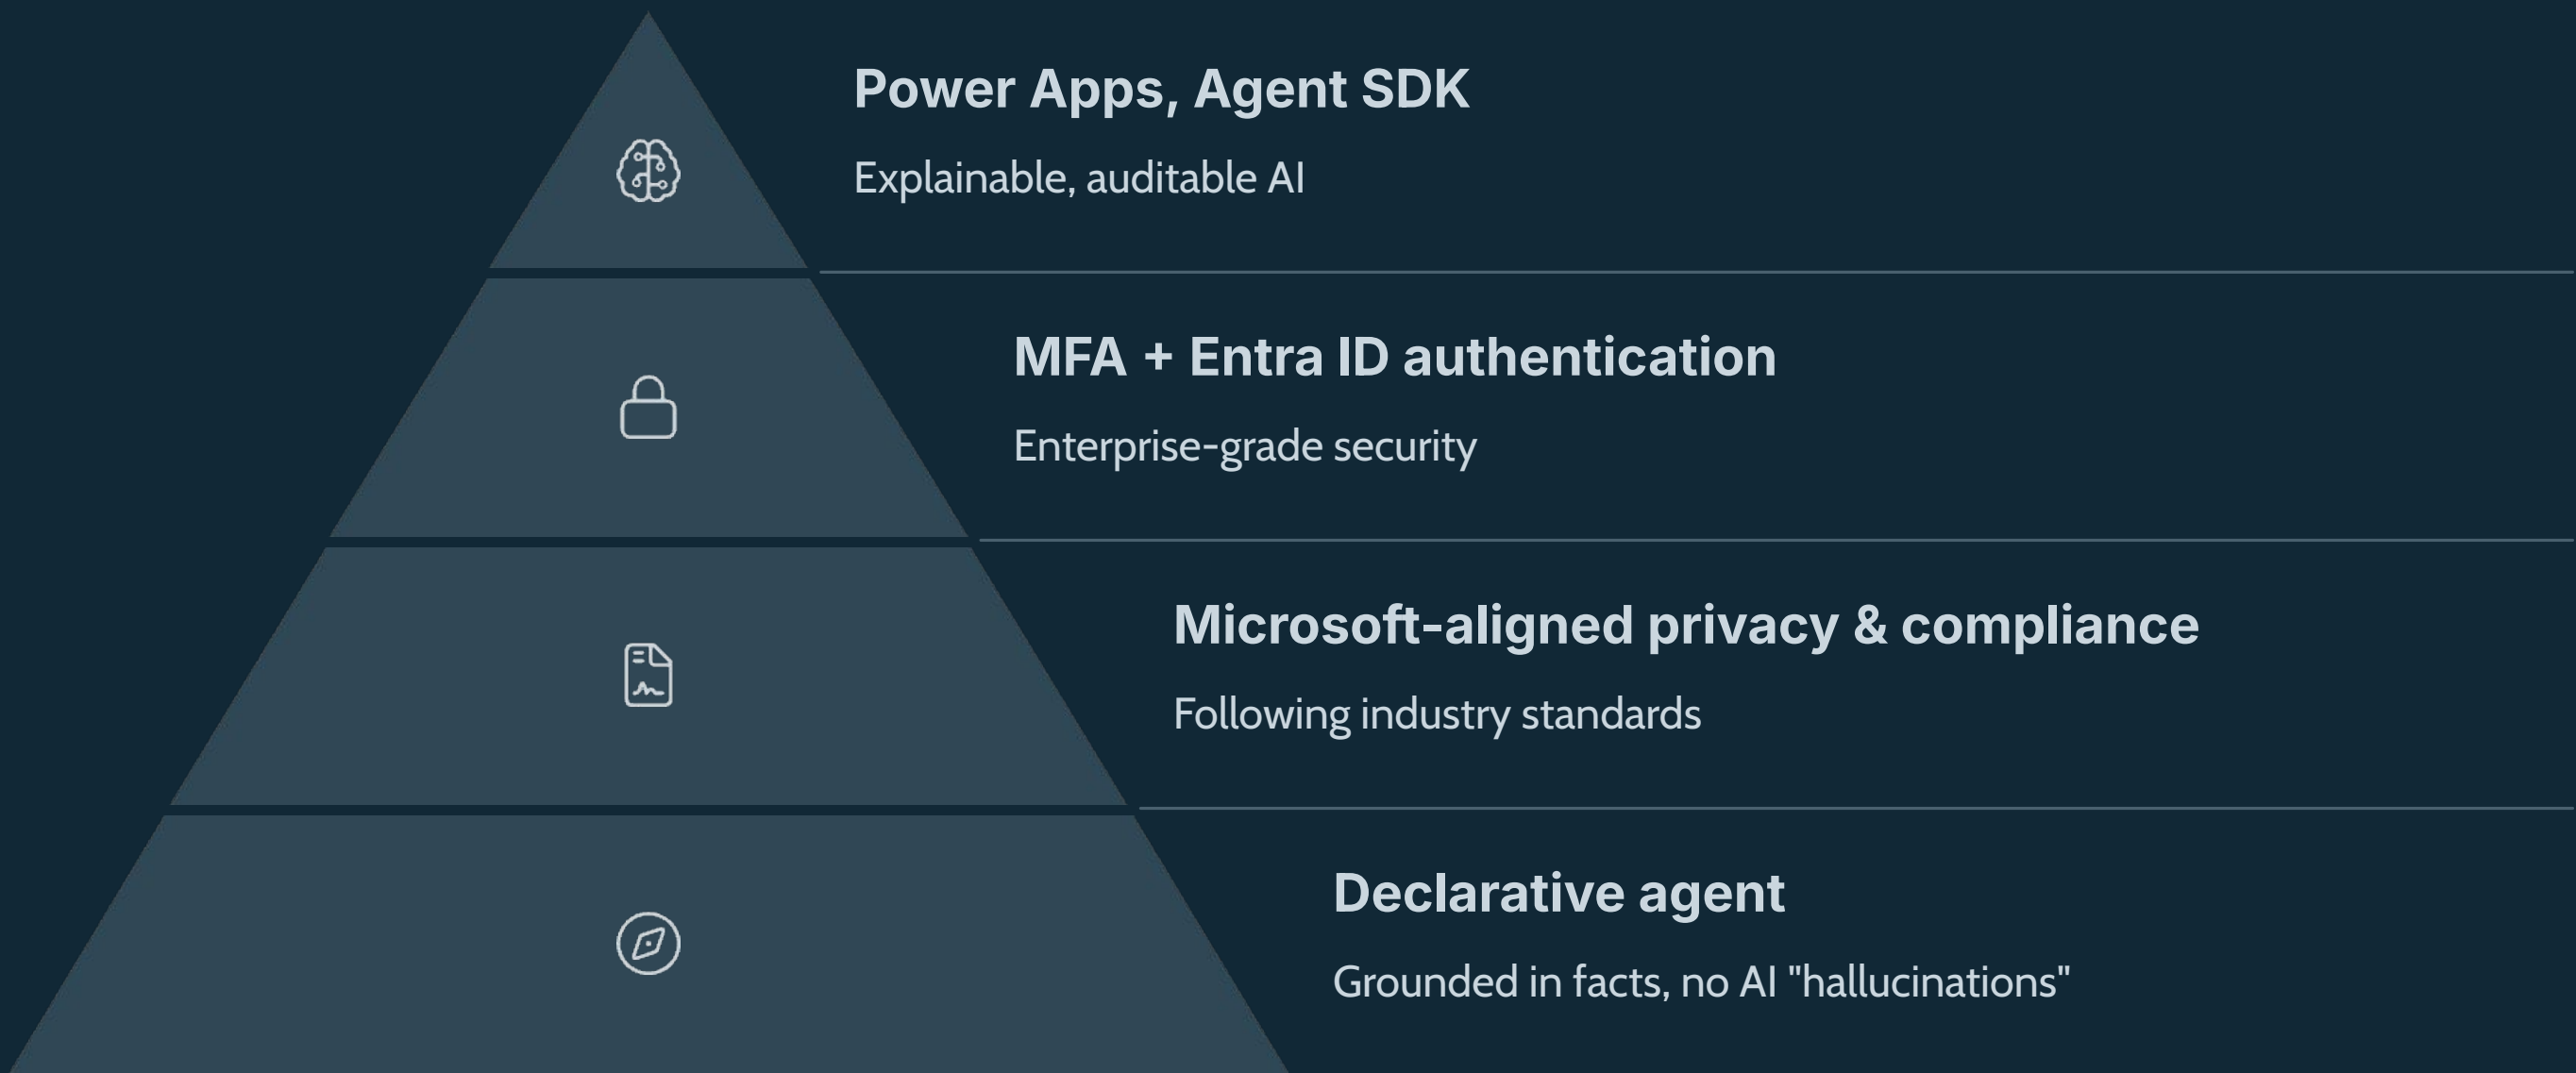 Power Apps, Agent SDK
Explainable, auditable AI
MFA + Entra ID authentication
Enterprise-grade security
Microsoft-aligned privacy & compliance
Following industry standards
Declarative agent
Grounded in facts, no AI "hallucinations"